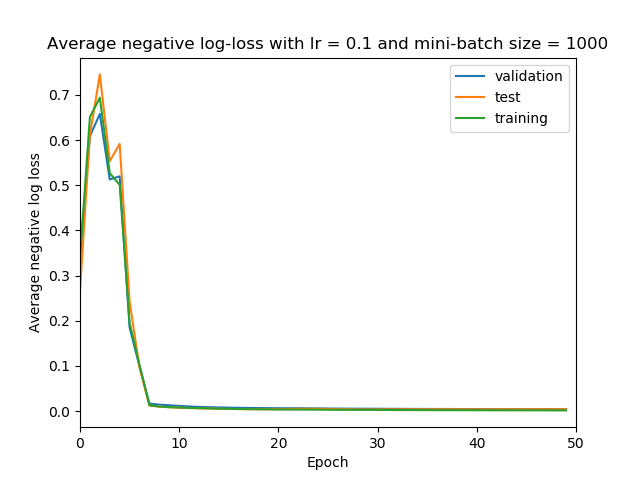 Average negative log-loss with lr = 0.1 and mini-batch size = 1000
validation
test
training
Average negative log loss
0.7
0.6
0.5
0.4
0.3
0.2
0.1
0.0
0 10 20 30 40 50
Epoch